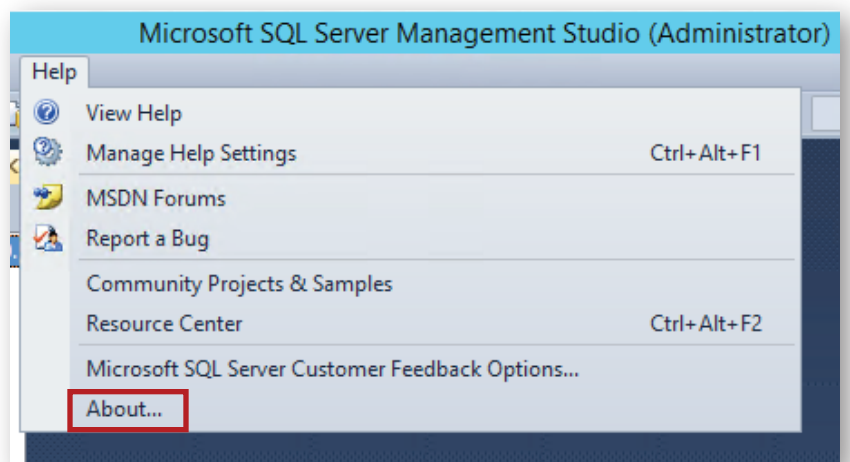 Microsoft SQL Server Management Studio (Administrator)
Help
View Help
Manage Help Settings Ctrl+Alt+F1
MSDN Forums
Report a Bug
Community Projects & Samples
Resource Center Ctrl+Alt+F2
Microsoft SQL Server Customer Feedback Options...
About...